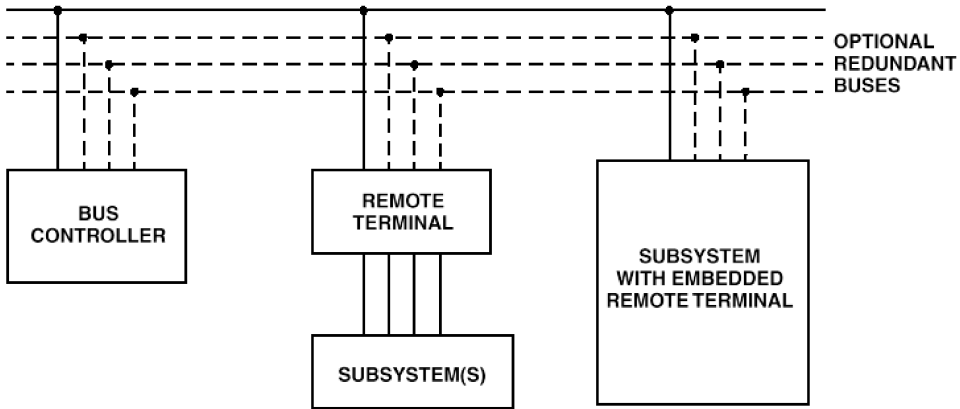 OPTIONAL
REDUNDANT
BUSES
BUS
CONTROLLER
REMOTE
TERMINAL
SUBSYSTEM
WITH EMBEDDED
REMOTE TERMINAL
SUBSYSTEM(S)